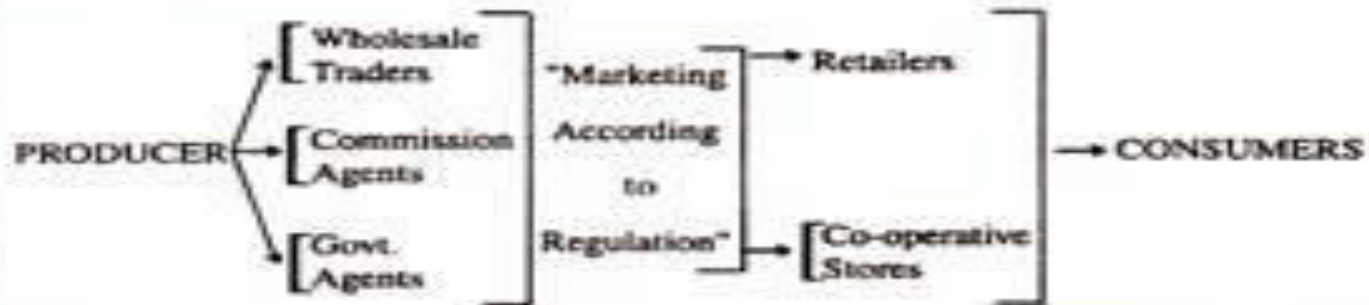 PRODUCER
Wholesale
Traders
Commission
Agents
Govt.
Agents
"Marketing
According
to
Regulation"
Retailers
Co-operative
Stores
CONSUMERS